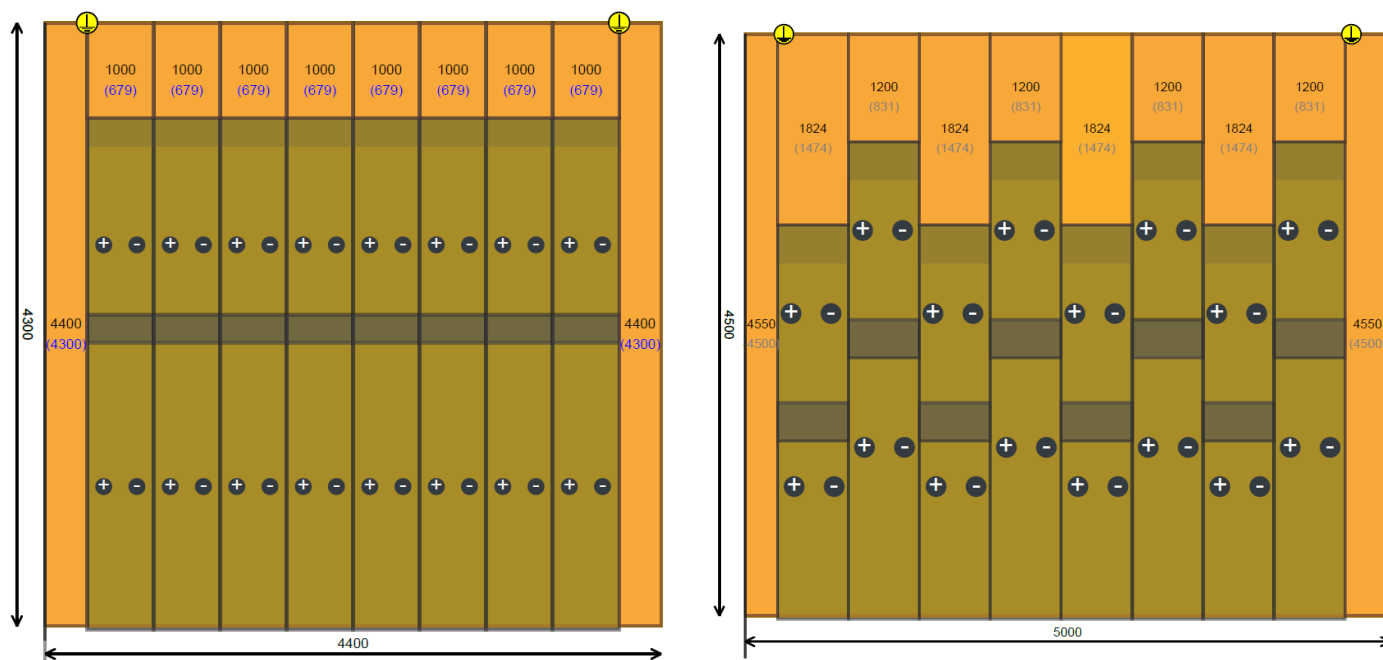 1000 1000 1000 1000 1000 1000 1000 1000
(679) (679) (679) (679) (679) (679) (679) (679)
+ - + - + - + - + - + - + - + -
4300
4400 4400
(4300) (4300)
+ - + - + - + - + - + - + - + -
4400
1200 1200 1200 1200
(831) (831) (831) (831)
1824 1824 1824 1824
(1474) (1474) (1474) (1474)
+ - + - + - + -
+ - + - + - + -
4500
4550 4550
4500) (4500
+ - + - + - + -
+ - + - + - + -
5000